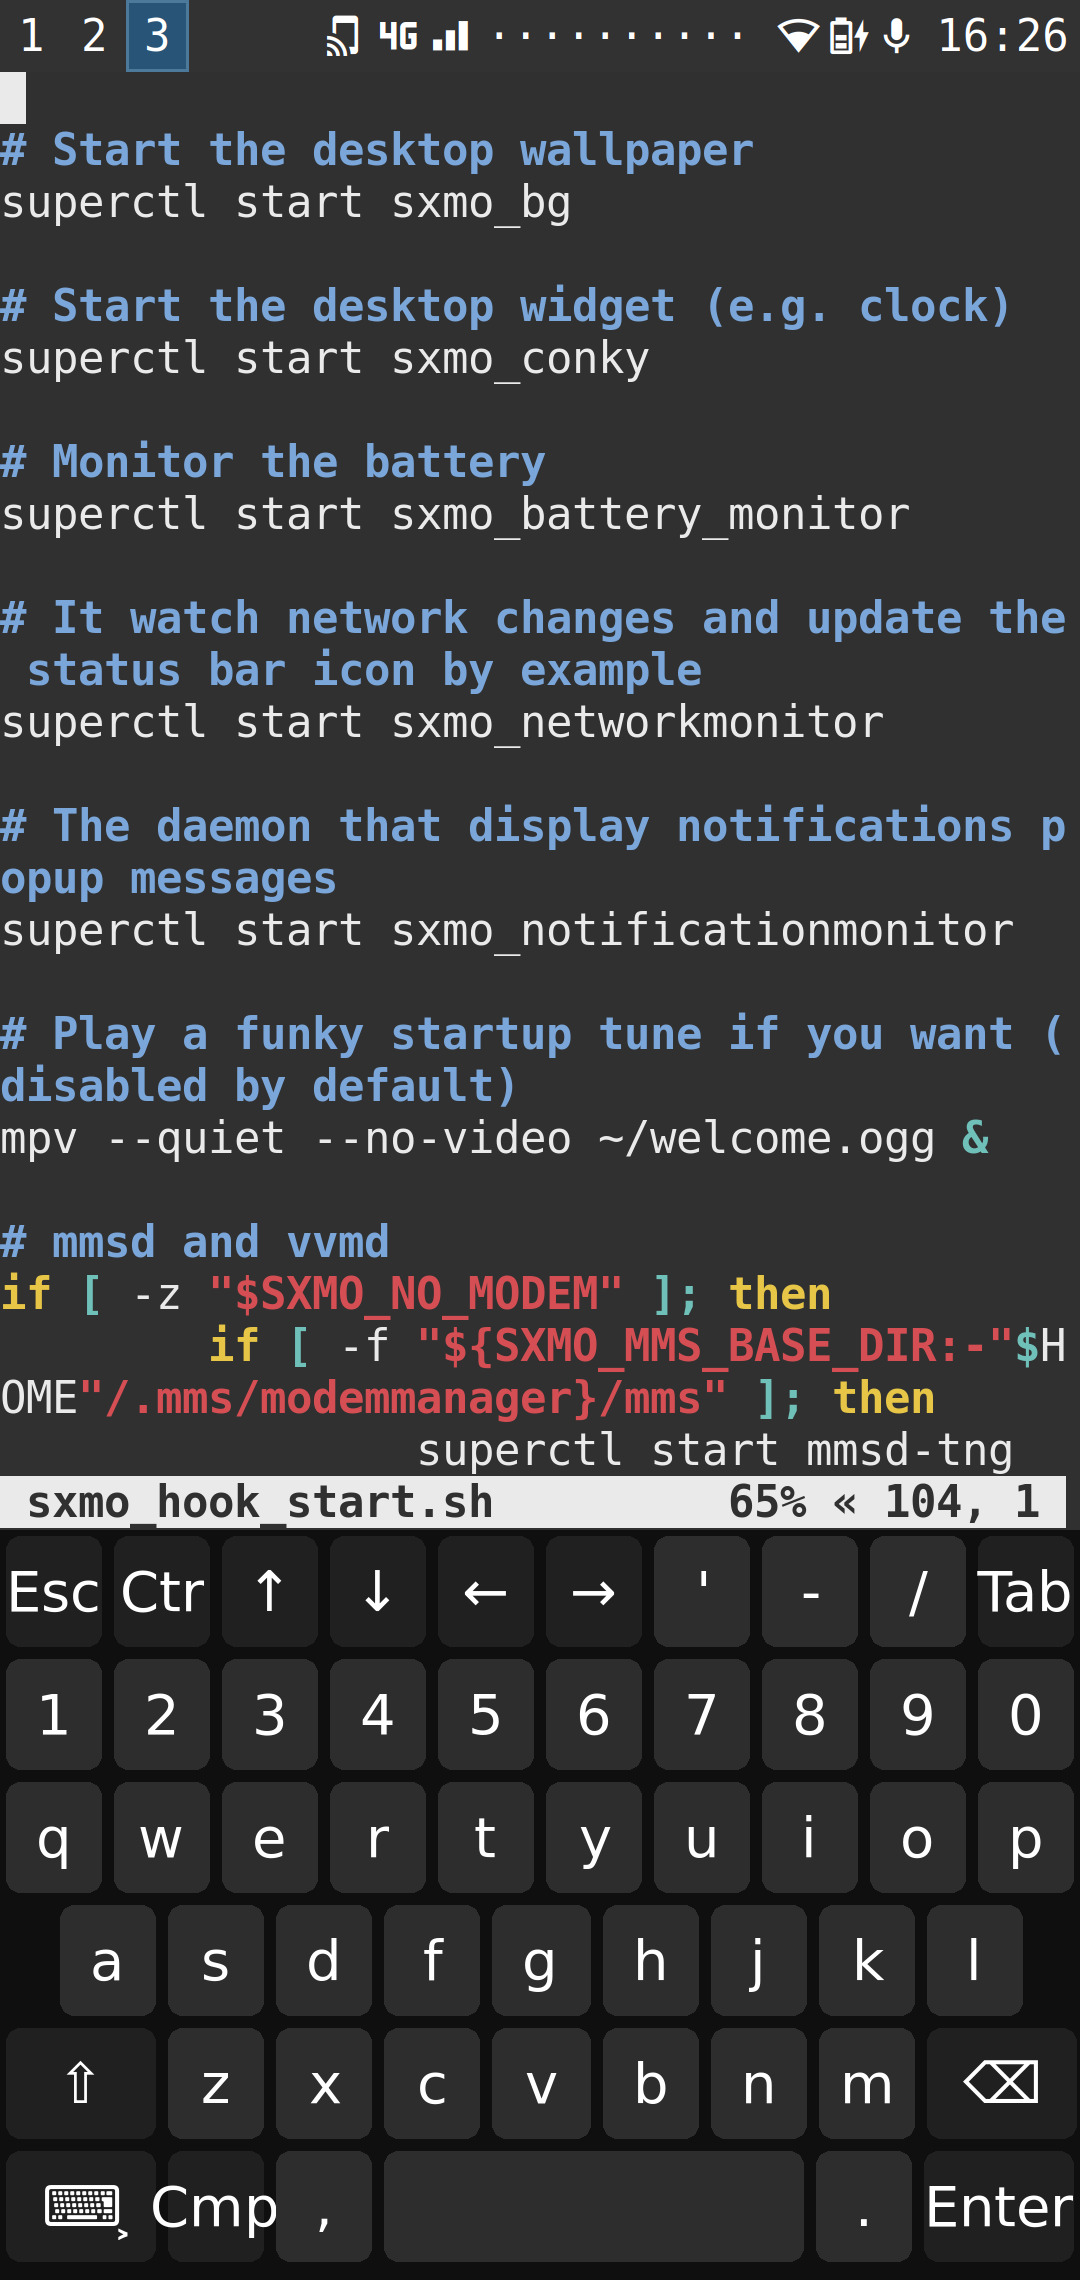 1 2 3 4G 16:26
# Start the desktop wallpaper
superctl start sxmo_bg
# Start the desktop widget (e.g. clock)
superctl start sxmo_conky
# Monitor the battery
superctl start sxmo_battery_monitor
# It watch network changes and update the
status bar icon by example
superctl start sxmo_networkmonitor
# The daemon that display notifications p
opup messages
superctl start sxmo_notificationmonitor
# Play a funky startup tune if you want (
disabled by default)
mpv --quiet --no-video ~/welcome.ogg &
# mmsd and vvmd
if [ -z "$SXMO_NO_MODEM" ]; then
if [ -f "${SXMO_MMS_BASE_DIR:-"$H
OME"/.mms/modemmanager}/mms" ]; then
superctl start mmsd-tng
sxmo_hook_start.sh 65% « 104, 1
Esc Ctr ↑ ↓ ← → ' - / Tab
1 2 3 4 5 6 7 8 9 0
q w e r t y u i o p
a s d f g h j k l
⇧ z x c v b n m ⌫
⌨ Cmp , . Enter